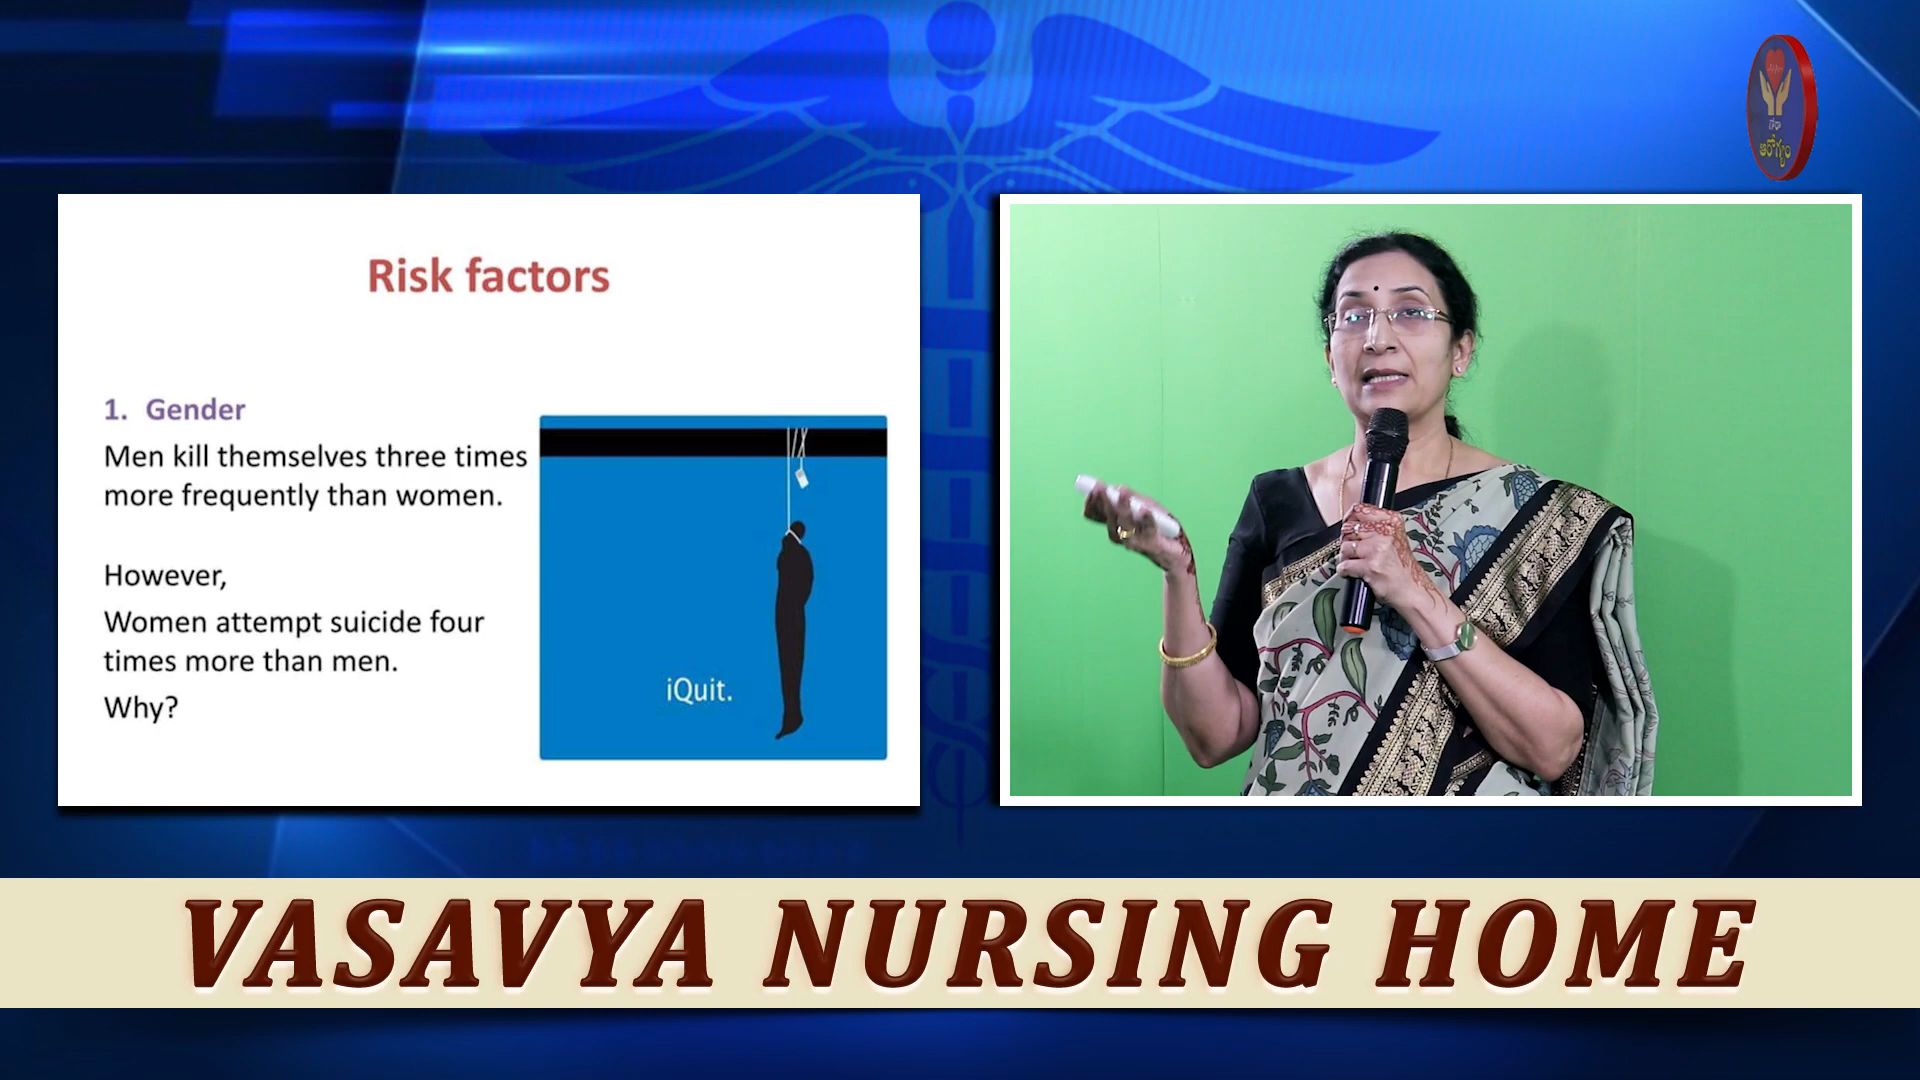 గోరా
ఆరోగ్యం
Risk factors
1. Gender
Men kill themselves three times
more frequently than women.
However,
Women attempt suicide four
times more than men.
Why?
iQuit.
VASAVYA NURSING HOME